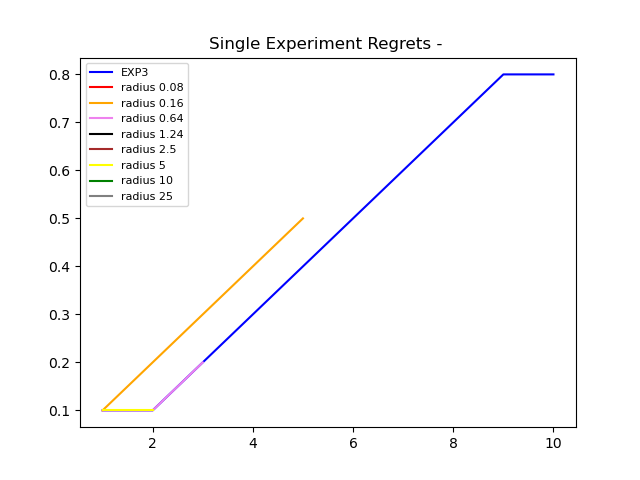 Single Experiment Regrets -
EXP3
radius 0.08
radius 0.16
radius 0.64
radius 1.24
radius 2.5
radius 5
radius 10
radius 25
0.8
0.7
0.6
0.5
0.4
0.3
0.2
0.1
2 4 6 8 10